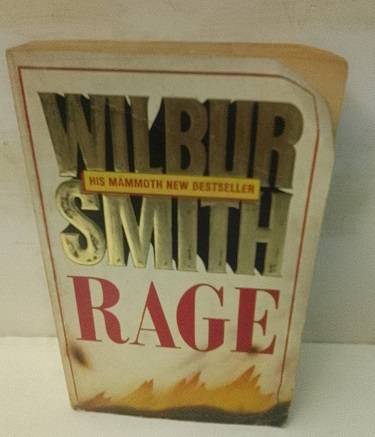 WILBUR
HIS MAMMOTH NEW BESTSELLER
SMITH
RAGE